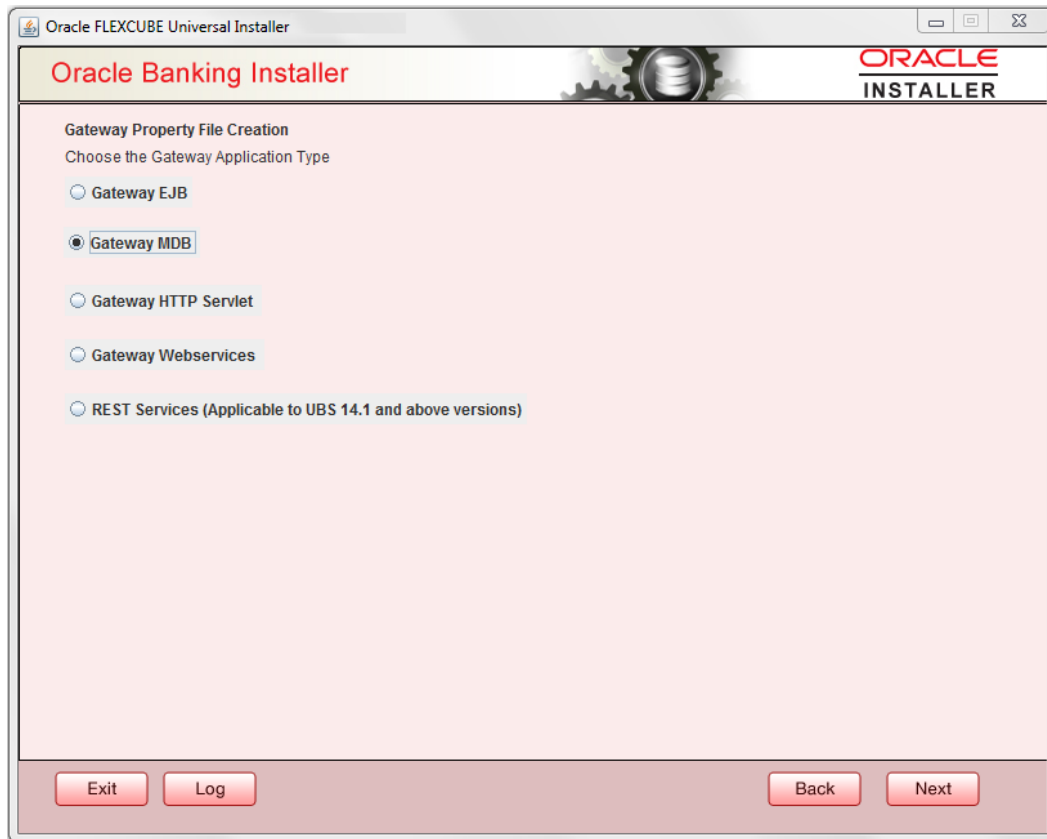 Oracle FLEXCUBE Universal Installer
Oracle Banking Installer
ORACLE
INSTALLER
Gateway Property File Creation
Choose the Gateway Application Type
Gateway EJB
Gateway MDB
Gateway HTTP Servlet
Gateway Webservices
REST Services (Applicable to UBS 14.1 and above versions)
Exit Log Back Next